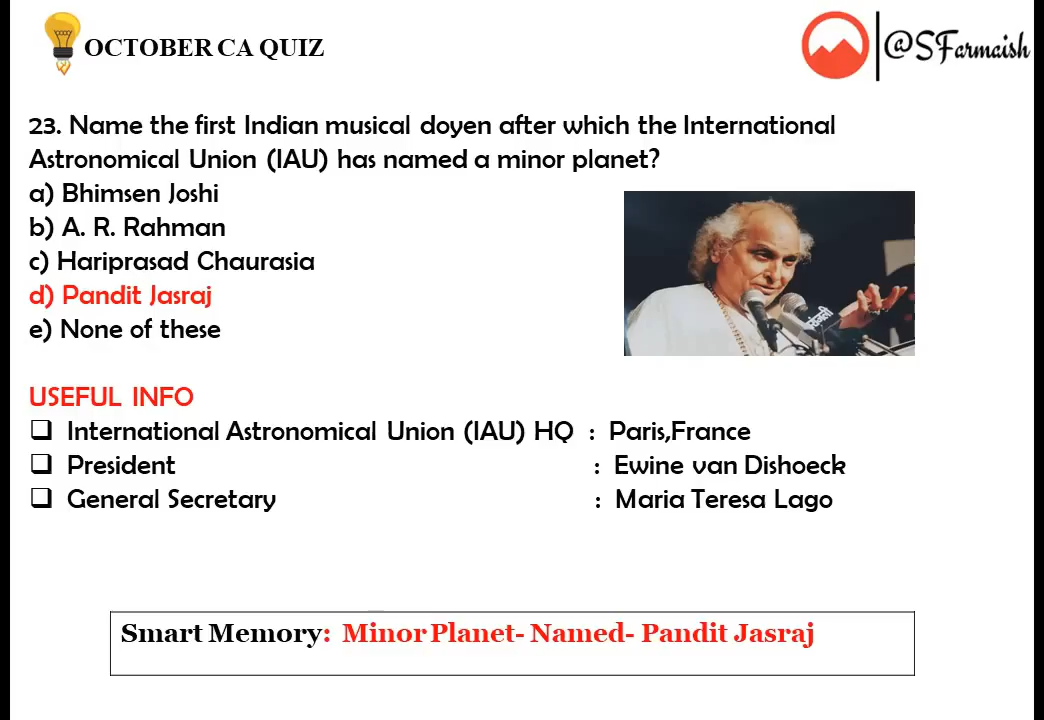 OCTOBER CA QUIZ
@SFarmaish
23. Name the first Indian musical doyen after which the International
Astronomical Union (IAU) has named a minor planet?
a) Bhimsen Joshi
b) A. R. Rahman
c) Hariprasad Chaurasia
d) Pandit Jasraj
e) None of these
USEFUL INFO
International Astronomical Union (IAU) HQ : Paris,France
President : Ewine van Dishoeck
General Secretary : Maria Teresa Lago
Smart Memory: Minor Planet- Named- Pandit Jasraj